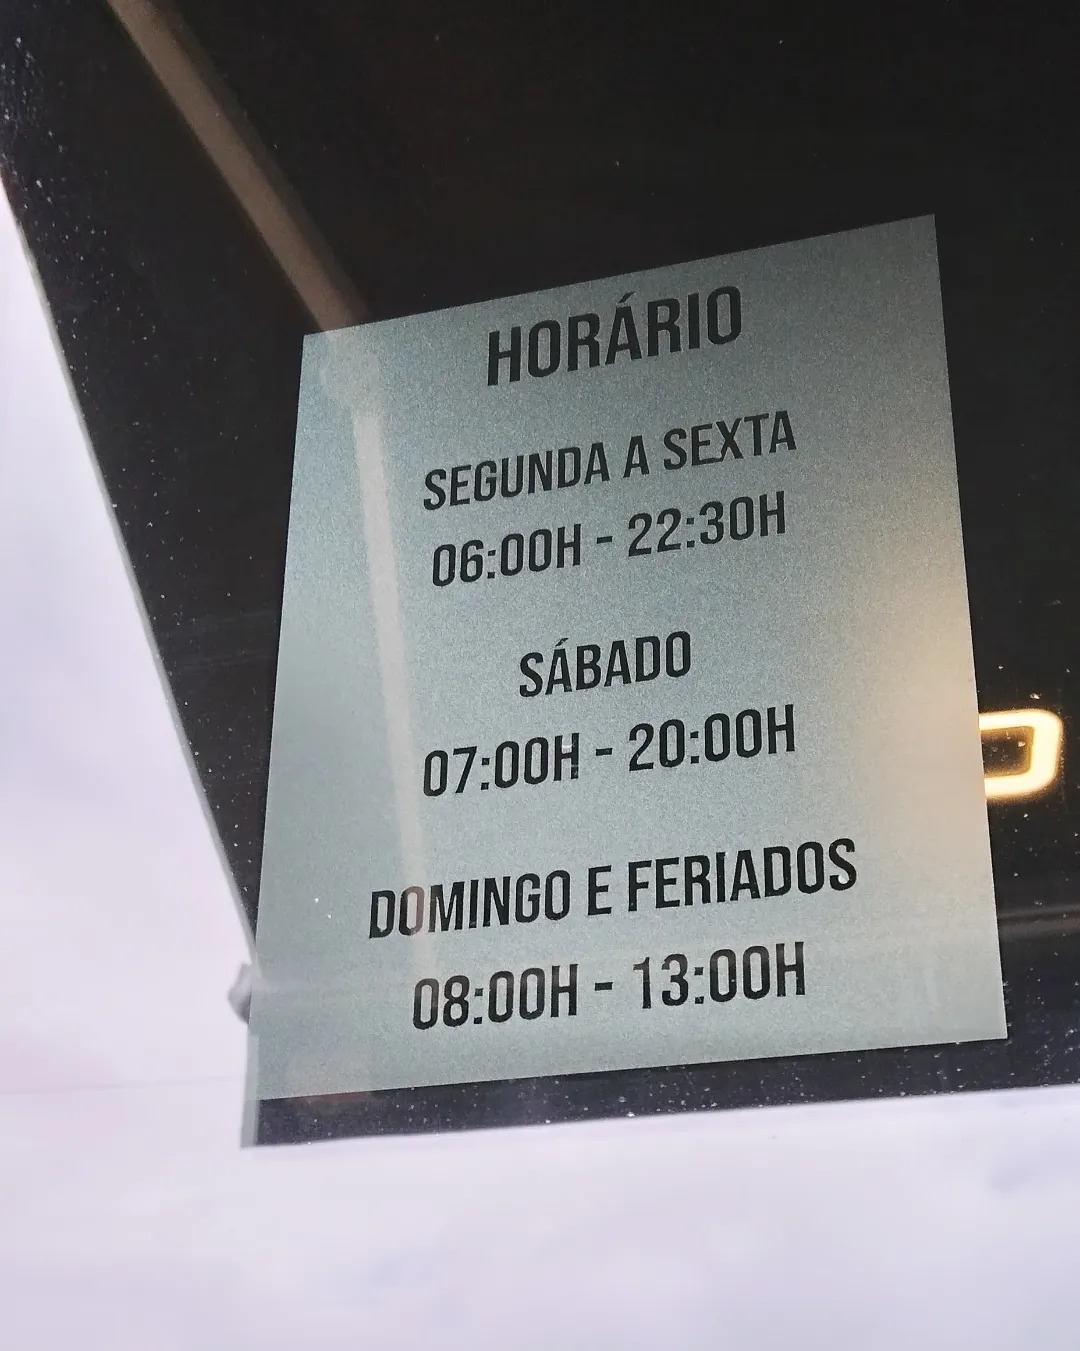 HORÁRIO
SEGUNDA A SEXTA
06:00H - 22:30H
SÁBADO
07:00H - 20:00H
DOMINGO E FERIADOS
08:00H - 13:00H